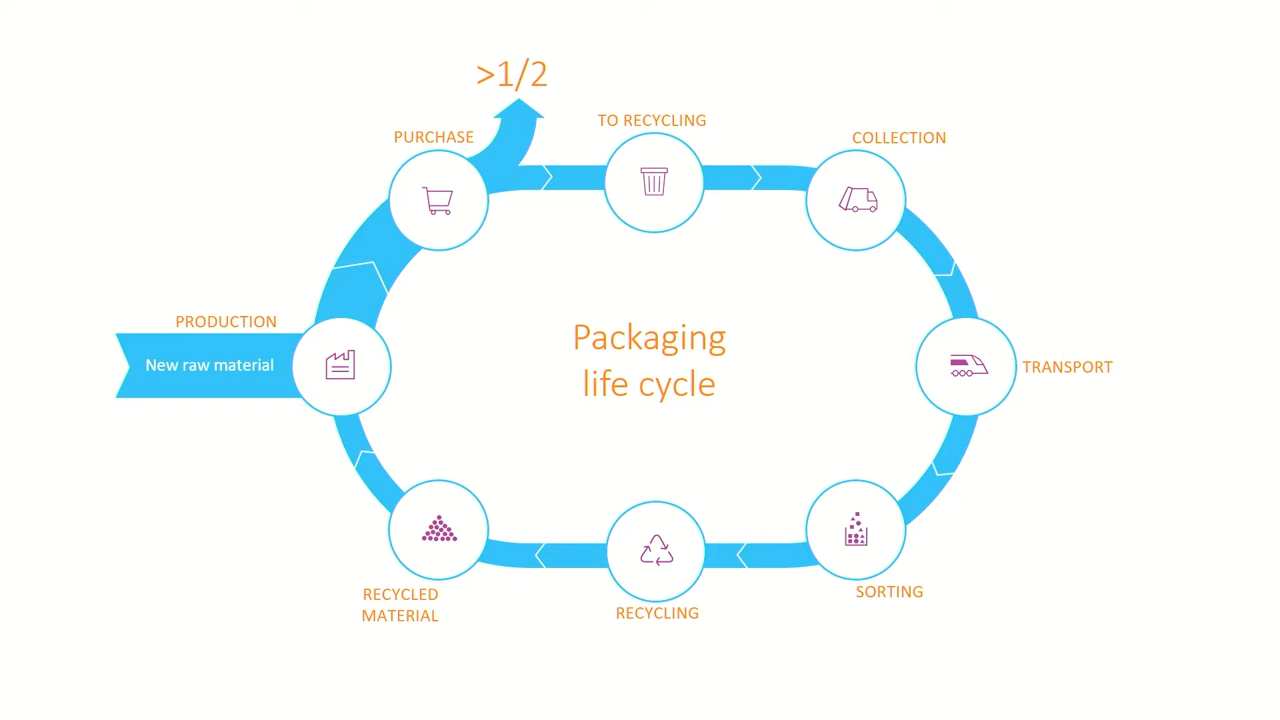 >1/2
TO RECYCLING
PURCHASE
COLLECTION
PRODUCTION
New raw material
Packaging
life cycle
TRANSPORT
RECYCLED
MATERIAL
RECYCLING
SORTING